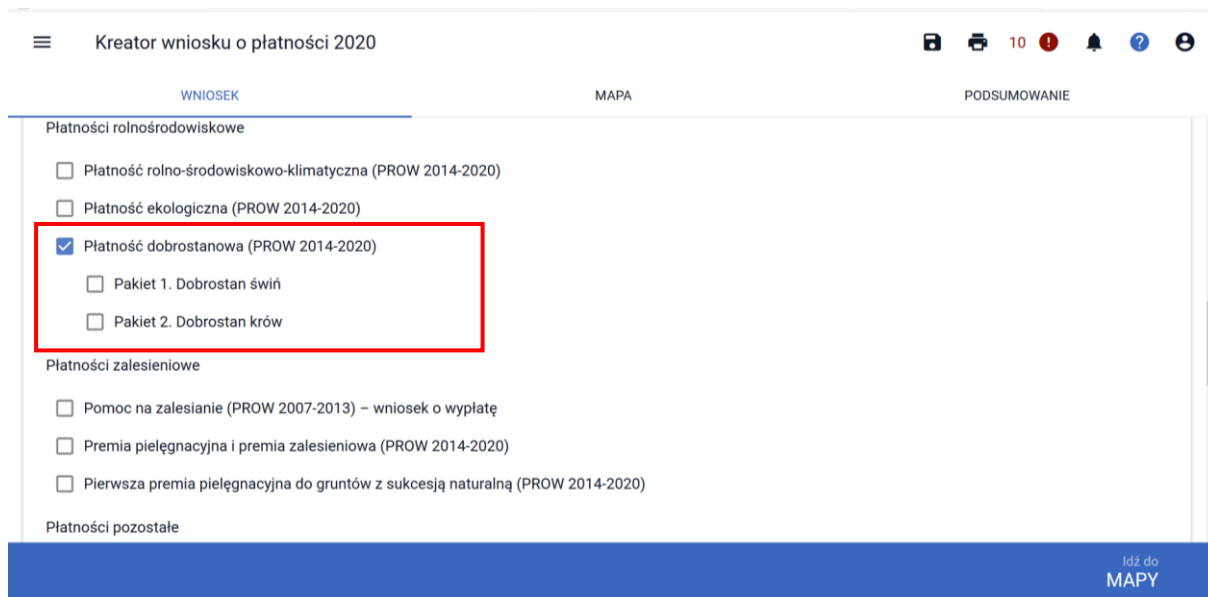 Kreator wniosku o płatności 2020
10
WNIOSEK
MAPA
PODSUMOWANIE
Płatności rolnośrodowiskowe
Płatność rolno-środowiskowo-klimatyczna (PROW 2014-2020)
Płatność ekologiczna (PROW 2014-2020)
Płatność dobrostanowa (PROW 2014-2020)
Pakiet 1. Dobrostan świń
Pakiet 2. Dobrostan krów
Płatności zalesieniowe
Pomoc na zalesianie (PROW 2007-2013) – wniosek o wypłatę
Premia pielęgnacyjna i premia zalesieniowa (PROW 2014-2020)
Pierwsza premia pielęgnacyjna do gruntów z sukcesją naturalną (PROW 2014-2020)
Płatności pozostałe
Idź do
MAPY